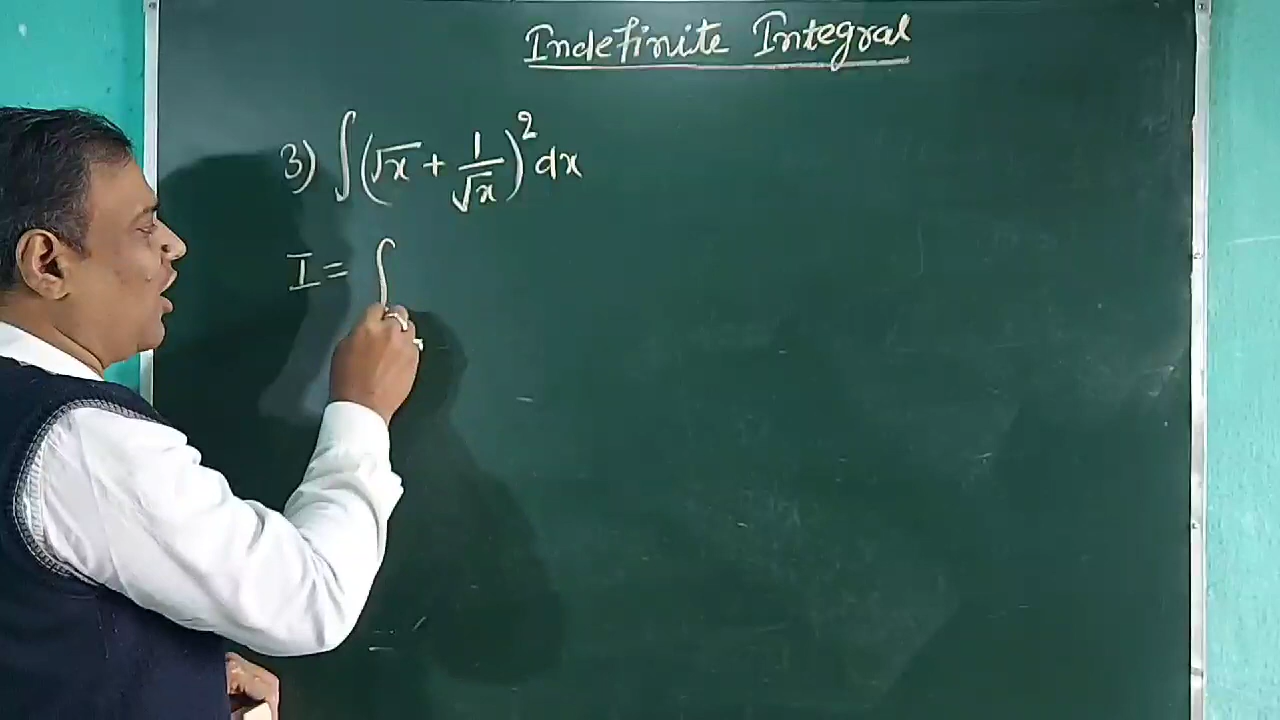 Indefinite Integral
3) ∫(√x + 1/√x)² dx
I = ∫